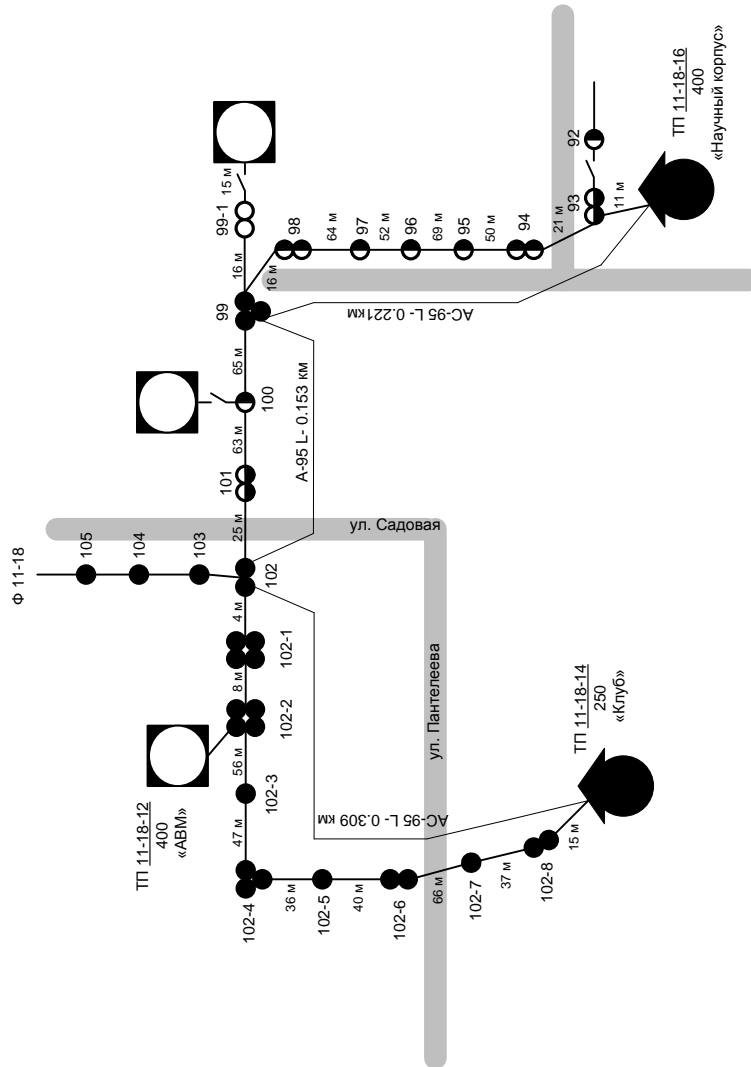 Ф 11-18
105
104
103
102
4 м
102-1
8 м
102-2
56 м
102-3
47 м
102-4
36 м
102-5
40 м
102-6
66 м
102-7
37 м
102-8
15 м
ТП 11-18-12
400
«АВМ»
ТП 11-18-14
250
«Клуб»
АС-95 L- 0.309 км
ул. Пантелеева
ул. Садовая
25 м
101
63 м
100
65 м
99
А-95 L- 0.153 км
16 м
99-1
15 м
16 м
98
64 м
97
52 м
96
69 м
95
50 м
94
21 м
93
92
11 м
АС-95 L- 0.221км
ТП 11-18-16
400
«Научный корпус»